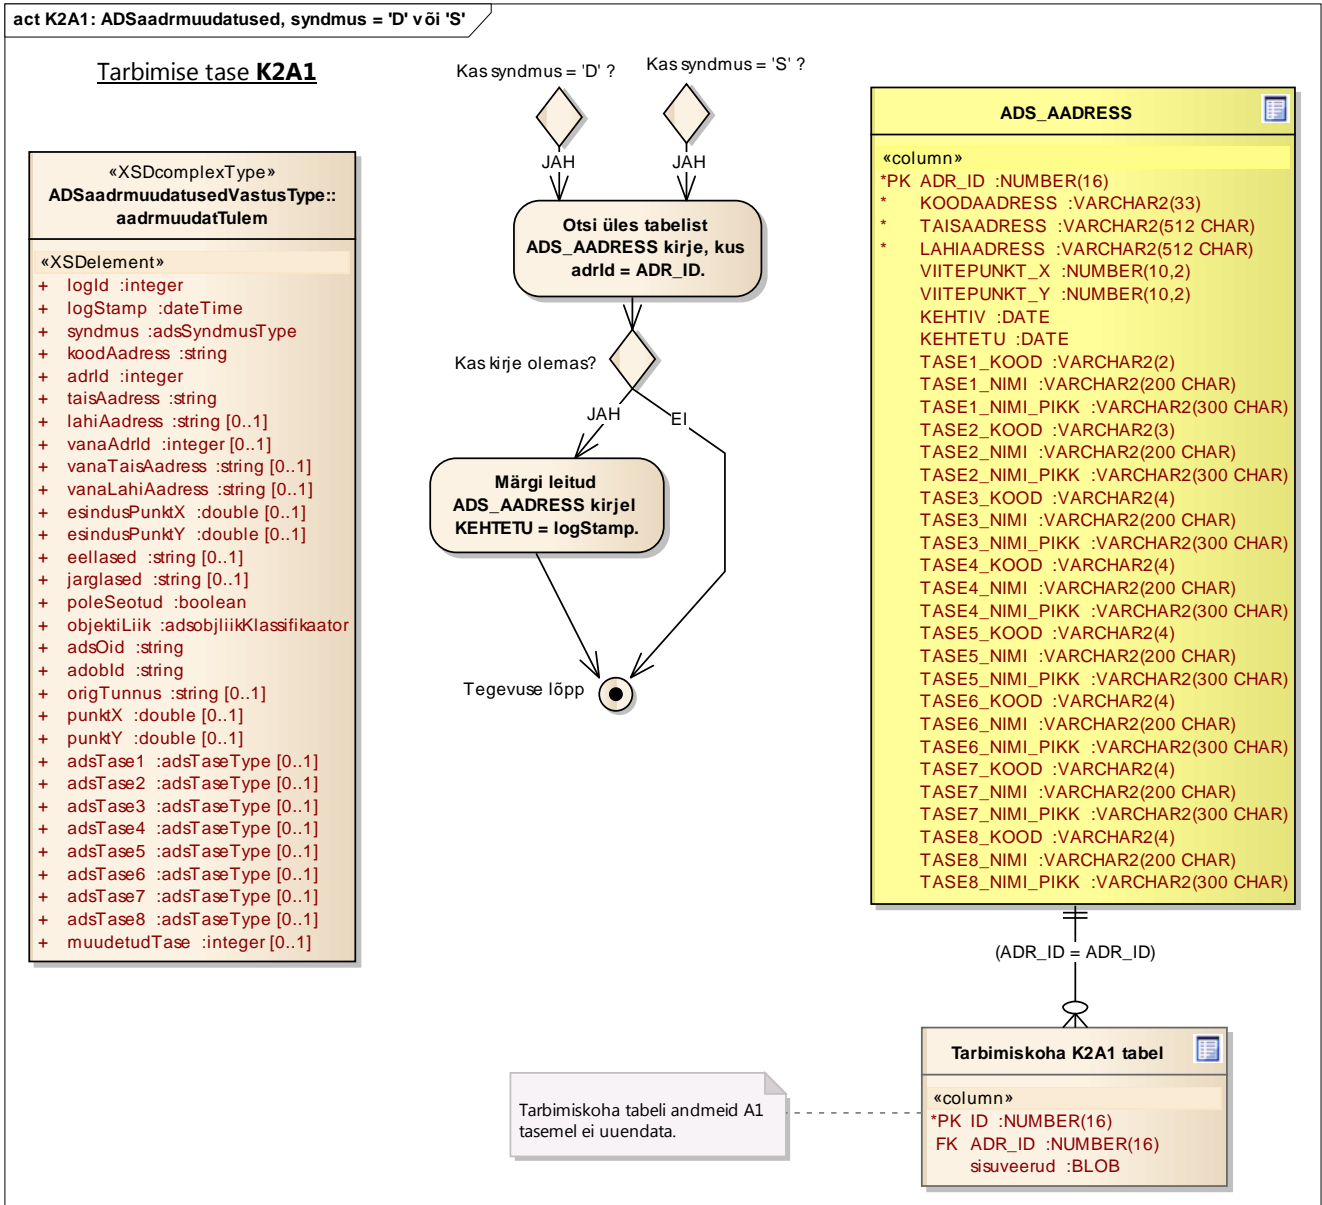 act K2A1: ADSaadrmuudatused, syndmus = 'D' või 'S'
Tarbimise tase K2A1
«XSDcomplexType»
ADSaadrmuudatusedVastusType::
aadrmuudatTulem
«XSDelement»
+ logId :integer
+ logStamp :dateTime
+ syndmus :adsSyndmusType
+ koodAadress :string
+ adrId :integer
+ taisAadress :string
+ lahiAadress :string [0..1]
+ vanaAdrId :integer [0..1]
+ vanaTaisAadress :string [0..1]
+ vanaLahiAadress :string [0..1]
+ esindusPunktX :double [0..1]
+ esindusPunktY :double [0..1]
+ eellased :string [0..1]
+ jarglased :string [0..1]
+ poleSeotud :boolean
+ objektiLiik :adsobjliikKlassifikaator
+ adsOid :string
+ adobId :string
+ origTunnus :string [0..1]
+ punktX :double [0..1]
+ punktY :double [0..1]
+ adsTase1 :adsTaseType [0..1]
+ adsTase2 :adsTaseType [0..1]
+ adsTase3 :adsTaseType [0..1]
+ adsTase4 :adsTaseType [0..1]
+ adsTase5 :adsTaseType [0..1]
+ adsTase6 :adsTaseType [0..1]
+ adsTase7 :adsTaseType [0..1]
+ adsTase8 :adsTaseType [0..1]
+ muudetudTase :integer [0..1]
Kas syndmus = 'D' ?
Kas syndmus = 'S' ?
JAH
JAH
Otsi üles tabelist
ADS_AADRESS kirje, kus
adrId = ADR_ID.
Kas kirje olemas?
JAH
EI
Märgi leitud
ADS_AADRESS kirjel
KEHTETU = logStamp.
Tegevuse lõpp
ADS_AADRESS
«column»
*PK ADR_ID :NUMBER(16)
* KOODAADRESS :VARCHAR2(33)
* TAISAADRESS :VARCHAR2(512 CHAR)
* LAHIAADRESS :VARCHAR2(512 CHAR)
VIITEPUNKT_X :NUMBER(10,2)
VIITEPUNKT_Y :NUMBER(10,2)
KEHTIV :DATE
KEHTETU :DATE
TASE1_KOOD :VARCHAR2(2)
TASE1_NIMI :VARCHAR2(200 CHAR)
TASE1_NIMI_PIKK :VARCHAR2(300 CHAR)
TASE2_KOOD :VARCHAR2(3)
TASE2_NIMI :VARCHAR2(200 CHAR)
TASE2_NIMI_PIKK :VARCHAR2(300 CHAR)
TASE3_KOOD :VARCHAR2(4)
TASE3_NIMI :VARCHAR2(200 CHAR)
TASE3_NIMI_PIKK :VARCHAR2(300 CHAR)
TASE4_KOOD :VARCHAR2(4)
TASE4_NIMI :VARCHAR2(200 CHAR)
TASE4_NIMI_PIKK :VARCHAR2(300 CHAR)
TASE5_KOOD :VARCHAR2(4)
TASE5_NIMI :VARCHAR2(200 CHAR)
TASE5_NIMI_PIKK :VARCHAR2(300 CHAR)
TASE6_KOOD :VARCHAR2(4)
TASE6_NIMI :VARCHAR2(200 CHAR)
TASE6_NIMI_PIKK :VARCHAR2(300 CHAR)
TASE7_KOOD :VARCHAR2(4)
TASE7_NIMI :VARCHAR2(200 CHAR)
TASE7_NIMI_PIKK :VARCHAR2(300 CHAR)
TASE8_KOOD :VARCHAR2(4)
TASE8_NIMI :VARCHAR2(200 CHAR)
TASE8_NIMI_PIKK :VARCHAR2(300 CHAR)
(ADR_ID = ADR_ID)
Tarbimiskoha K2A1 tabel
«column»
*PK ID :NUMBER(16)
FK ADR_ID :NUMBER(16)
sisuveerud :BLOB
Tarbimiskoha tabeli andmeid A1
tasemel ei uuendata.